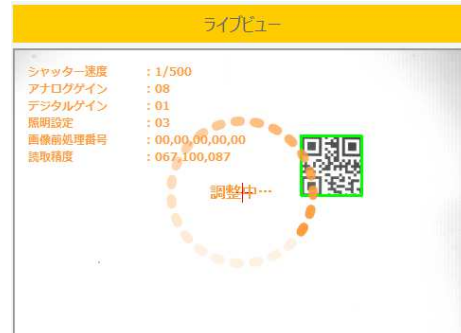 ライブビュー
シャッター速度 : 1/500
アナログゲイン : 08
デジタルゲイン : 01
照明設定 : 03
画像前処理番号 : 00,00,00,00,00
読取積度 : 067,100,087
調整中…